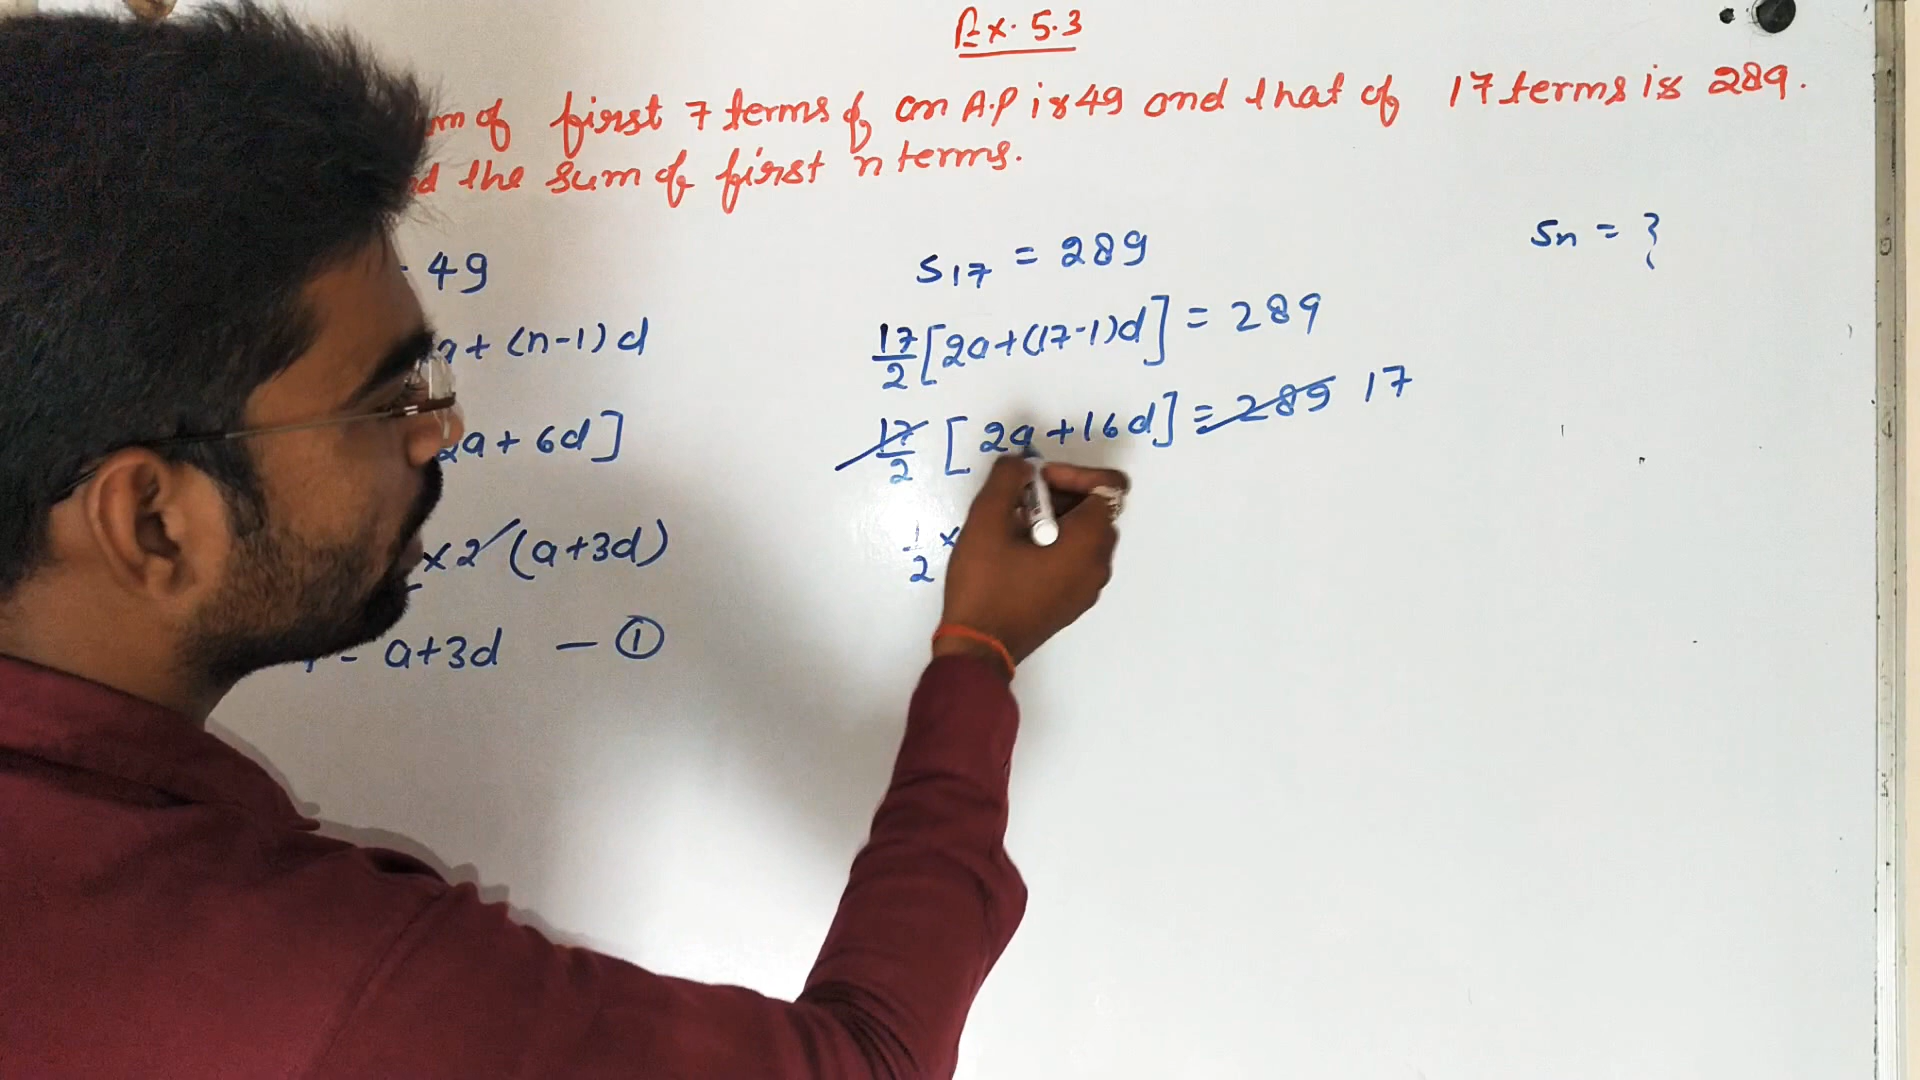 Ex. 5.3
of first 7 terms of an A.P is 49 and that of 17 terms is 289.
the sum of first n terms.
49
+ (n-1) d
a + 6d ]
×2 (a+3d)
- a+3d - ①
S17 = 289
17/2 [2a+(17-1)d] = 289
17/2 [2a+16d] = 289 17
1/2 ×
Sn = ?